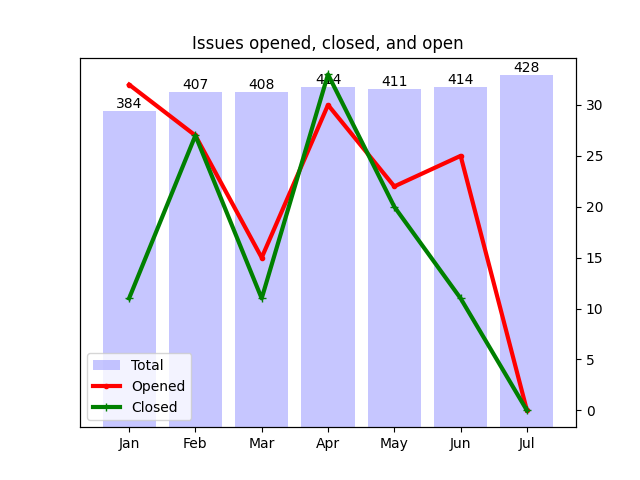 Issues opened, closed, and open
384
407
408
414
411
414
428
30
25
20
15
10
5
0
Total
Opened
Closed
Jan
Feb
Mar
Apr
May
Jun
Jul